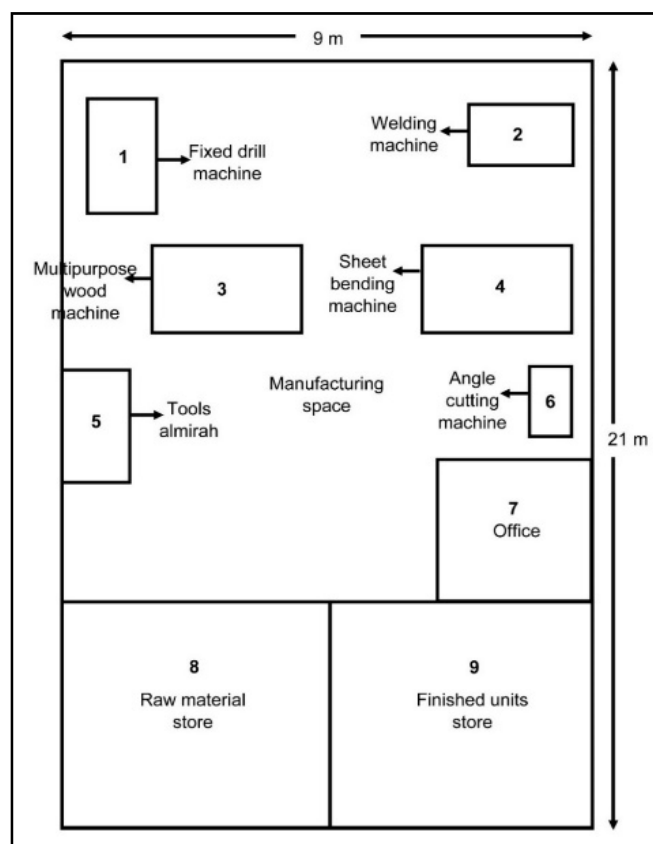 9 m
1
Fixed drill
machine
Welding
machine
2
Multipurpose
wood
machine
3
Sheet
bending
machine
4
5
Tools
almirah
Manufacturing
space
Angle
cutting
machine
6
21 m
7
Office
8
Raw material
store
9
Finished units
store